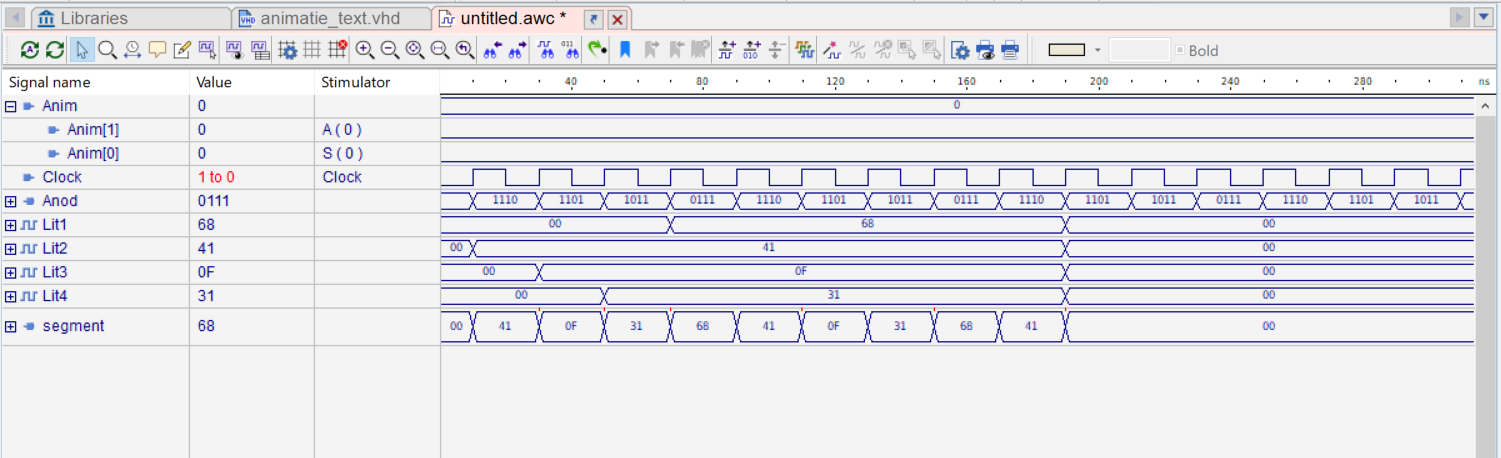 Libraries animatie_text.vhd untitled.awc *
Bold
Signal name Value Stimulator 40 80 120 160 200 240 280 ns
Anim 0 0
Anim[1] 0 A ( 0 )
Anim[0] 0 S ( 0 )
Clock 1 to 0 Clock
Anod 0111 1110 1101 1011 0111 1110 1101 1011 0111 1110 1101 1011 0111 1110 1101 1011
Lit1 68 00 68 00
Lit2 41 00 41 00
Lit3 0F 00 0F 00
Lit4 31 00 31 00
segment 68 00 41 0F 31 68 41 0F 31 68 41 00